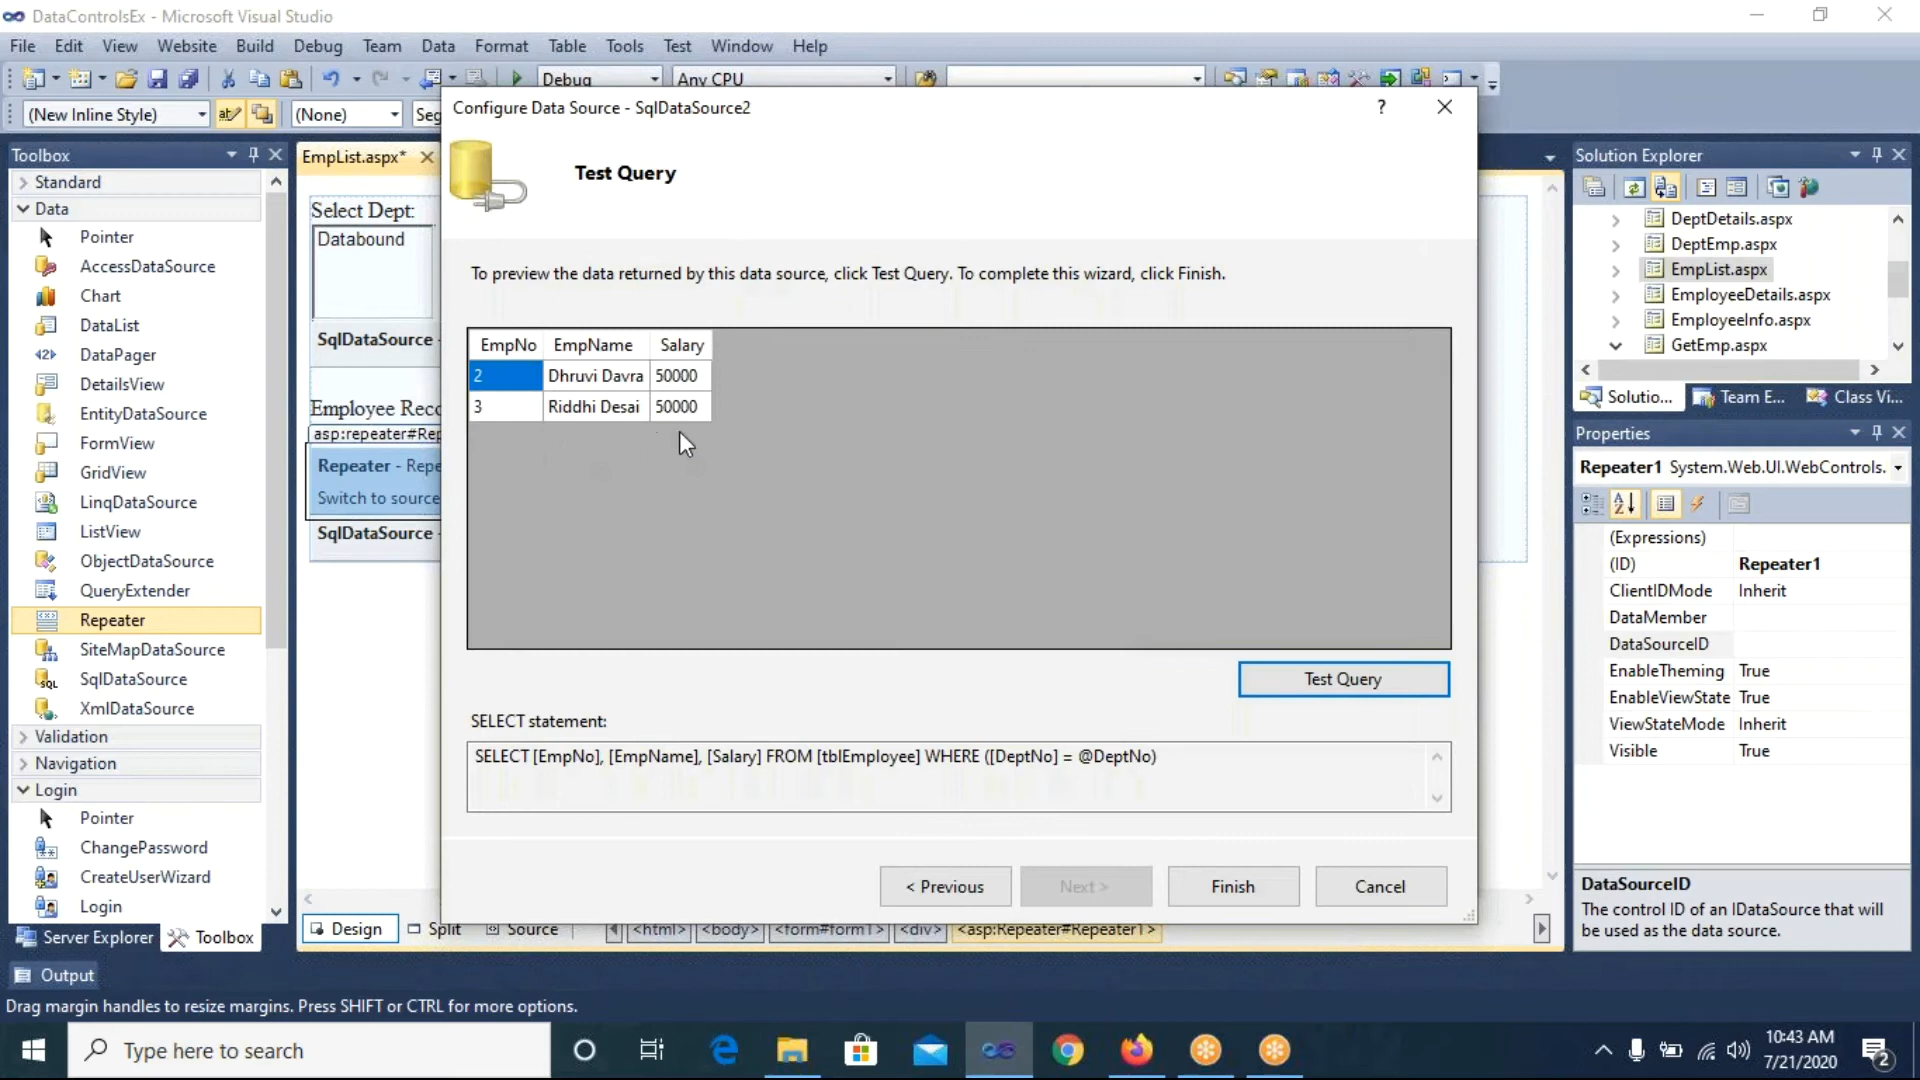 DataControlsEx - Microsoft Visual Studio
File Edit View Website Build Debug Team Data Format Table Tools Test Window Help
Debug Any CPU
(New Inline Style) (None) Seg
Configure Data Source - SqlDataSource2 ?
Toolbox
Standard
Data
Pointer
AccessDataSource
Chart
DataList
DataPager
DetailsView
EntityDataSource
FormView
GridView
LinqDataSource
ListView
ObjectDataSource
QueryExtender
Repeater
SiteMapDataSource
SqlDataSource
XmlDataSource
Validation
Navigation
Login
Pointer
ChangePassword
CreateUserWizard
Login
Server Explorer Toolbox
Output
EmpList.aspx*
Select Dept:
Databound
SqlDataSource -
Employee Reco
asp:repeater#Rep
Repeater - Repe
Switch to source
SqlDataSource -
Test Query
To preview the data returned by this data source, click Test Query. To complete this wizard, click Finish.
EmpNo EmpName Salary
2 Dhruvi Davra 50000
3 Riddhi Desai 50000
Test Query
SELECT statement:
SELECT [EmpNo], [EmpName], [Salary] FROM [tblEmployee] WHERE ([DeptNo] = @DeptNo)
< Previous Next > Finish Cancel
Design Split Source <html> <body> <form#form1> <div> <asp:Repeater#Repeater1>
Solution Explorer
DeptDetails.aspx
DeptEmp.aspx
EmpList.aspx
EmployeeDetails.aspx
EmployeeInfo.aspx
GetEmp.aspx
Solutio... Team E... Class Vi...
Properties
Repeater1 System.Web.UI.WebControls.
(Expressions)
(ID) Repeater1
ClientIDMode Inherit
DataMember
DataSourceID
EnableTheming True
EnableViewState True
ViewStateMode Inherit
Visible True
DataSourceID
The control ID of an IDataSource that will
be used as the data source.
Drag margin handles to resize margins. Press SHIFT or CTRL for more options.
Type here to search
10:43 AM
7/21/2020
2